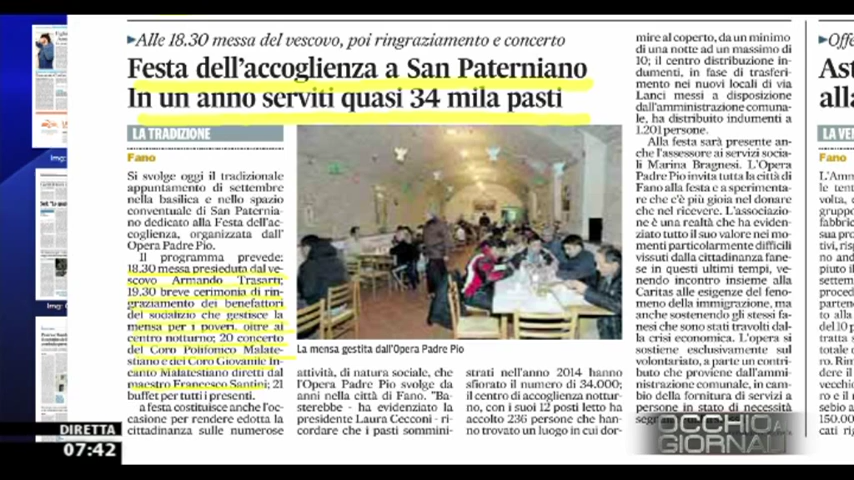 Alle 18.30 messa del vescovo, poi ringraziamento e concerto
Festa dell'accoglienza a San Paterniano
In un anno serviti quasi 34 mila pasti
LA TRADIZIONE
Fano
Si svolge oggi il tradizionale
appuntamento di settembre
nella basilica e nello spazio
conventuale di San Paternia-
no dedicato alla Festa dell'ac-
coglienza, organizzata dall'
Opera Padre Pio.
Il programma prevede:
18.30 messa presieduta dal ve-
scovo Armando Trasarti;
19.30 breve cerimonia di rin-
graziamento dei benefattori
del sodalizio che gestisce la
mensa per i poveri, oltre al
centro notturno; 20 concerto
del Coro Polifonico Malate-
stiano e dei Coro Giovanile In-
canto Malatestiano diretti dal
maestro Francesco Santini; 21
buffet per tutti i presenti.
a festa costituisce anche l'oc-
casione per rendere edotta la
cittadinanza sulle numerose
La mensa gestita dall'Opera Padre Pio
attività, di natura sociale, che
l'Opera Padre Pio svolge da
anni nella città di Fano. "Ba-
sterebbe - ha evidenziato la
presidente Laura Cecconi - ri-
cordare che i pasti sommini-
strati nell'anno 2014 hanno
sfiorato il numero di 34.000;
il centro di accoglienza nottur-
na, con i suoi 12 posti letto ha
accolto 236 persone che han-
no trovato un luogo in cui dor-
mire al coperto, da un minimo
di una notte ad un massimo di
10; il centro distribuzione in-
dumenti, in fase di trasferi-
mento nei nuovi locali di via
Lanci messi a disposizione
dall'amministrazione comuna-
le, ha distribuito indumenti a
1.201 persone.
Alla festa sarà presente an-
che l'assessore ai servizi socia-
li Marina Bragnesi. L'Opera
Padre Pio invita tutta la città di
Fano alla festa e a sperimenta-
re che c'è più gioia nel donare
che nel ricevere. L'associazio-
ne è una realtà che ha eviden-
ziato tutto il suo valore nei mo-
menti particolarmente difficili
vissuti dalla cittadinanza fane-
se in questi ultimi tempi, ve-
nendo incontro insieme alla
Caritas alle esigenze del feno-
meno della immigrazione, ma
anche sostenendo gli stessi fa-
nesi che sono stati travolti dal-
la crisi economica. L'opera si
sostiene esclusivamente sul
volontariato, a parte un contri-
buto che proviene dall'ammini-
strazione comunale, in cam-
bio della fornitura di servizi a
persone in stato di necessità
Offe
Ast
alla
LA VE
Fano
L'Amm
le tent
DIRETTA
07:42
OCCHIO AI
GIORNALI